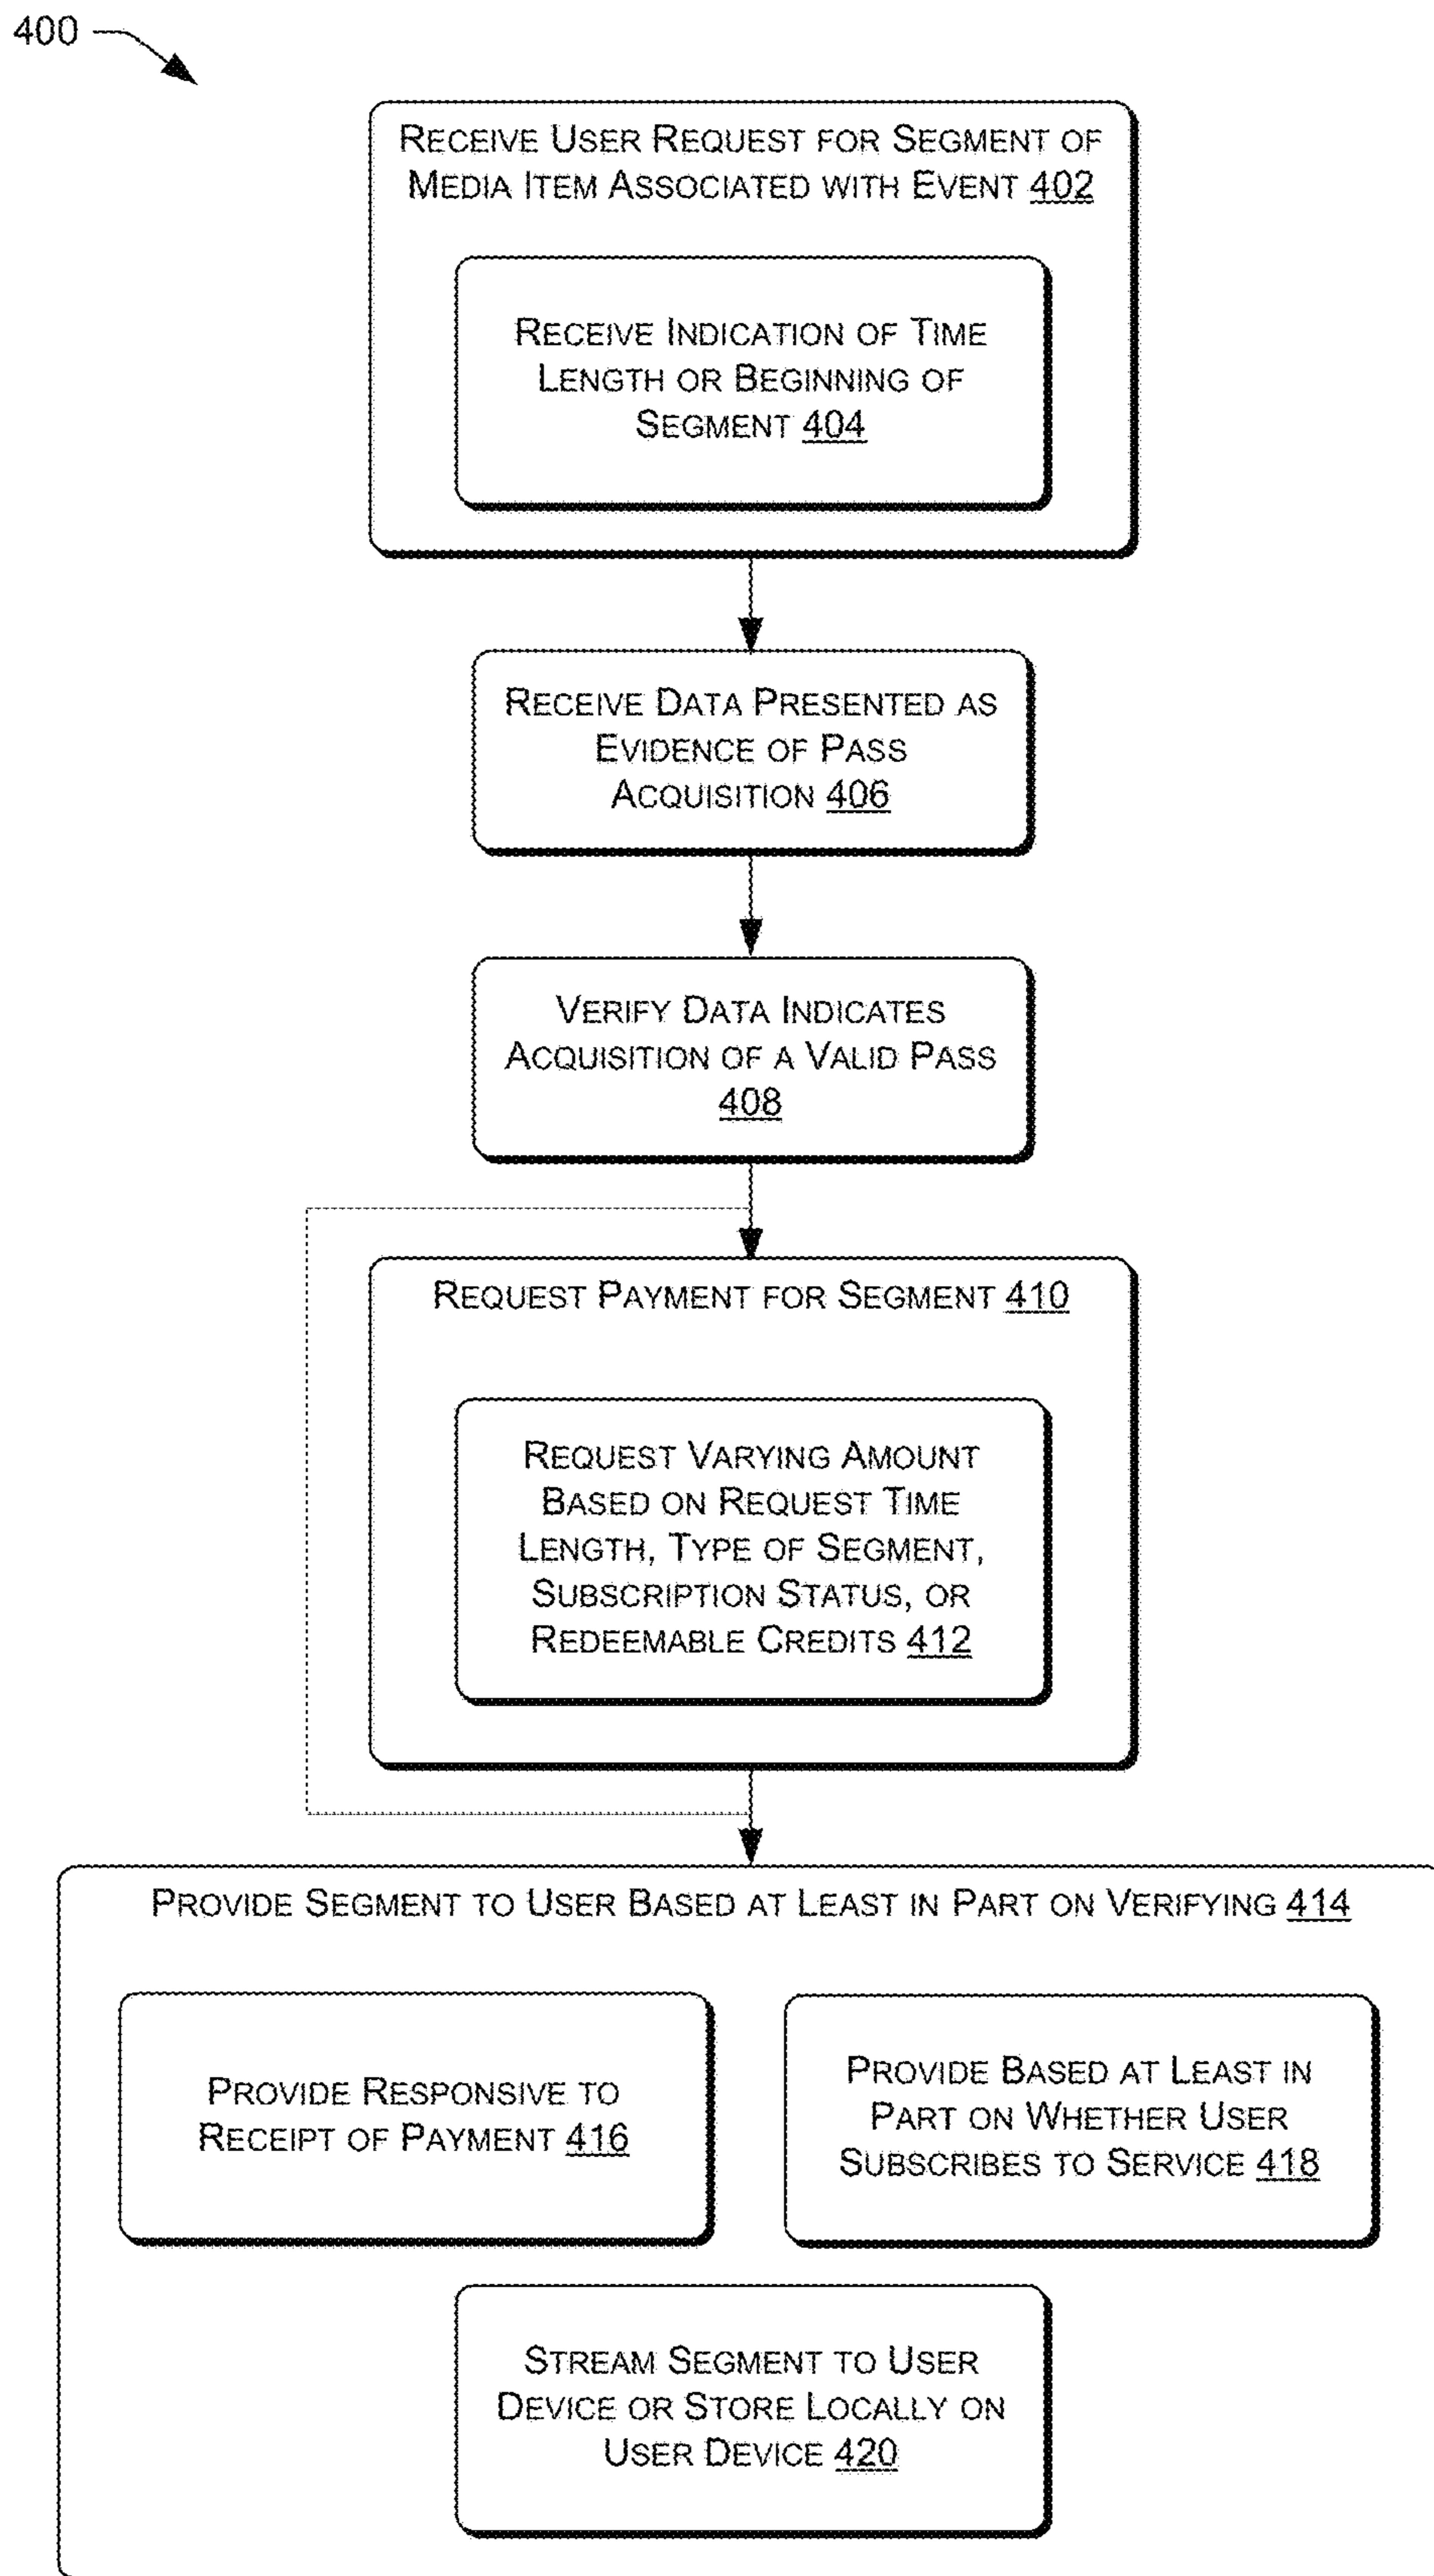 400
RECEIVE USER REQUEST FOR SEGMENT OF
MEDIA ITEM ASSOCIATED WITH EVENT 402
RECEIVE INDICATION OF TIME
LENGTH OR BEGINNING OF
SEGMENT 404
RECEIVE DATA PRESENTED AS
EVIDENCE OF PASS
ACQUISITION 406
VERIFY DATA INDICATES
ACQUISITION OF A VALID PASS
408
REQUEST PAYMENT FOR SEGMENT 410
REQUEST VARYING AMOUNT
BASED ON REQUEST TIME
LENGTH, TYPE OF SEGMENT,
SUBSCRIPTION STATUS, OR
REDEEMABLE CREDITS 412
PROVIDE SEGMENT TO USER BASED AT LEAST IN PART ON VERIFYING 414
PROVIDE RESPONSIVE TO
RECEIPT OF PAYMENT 416
PROVIDE BASED AT LEAST IN
PART ON WHETHER USER
SUBSCRIBES TO SERVICE 418
STREAM SEGMENT TO USER
DEVICE OR STORE LOCALLY ON
USER DEVICE 420